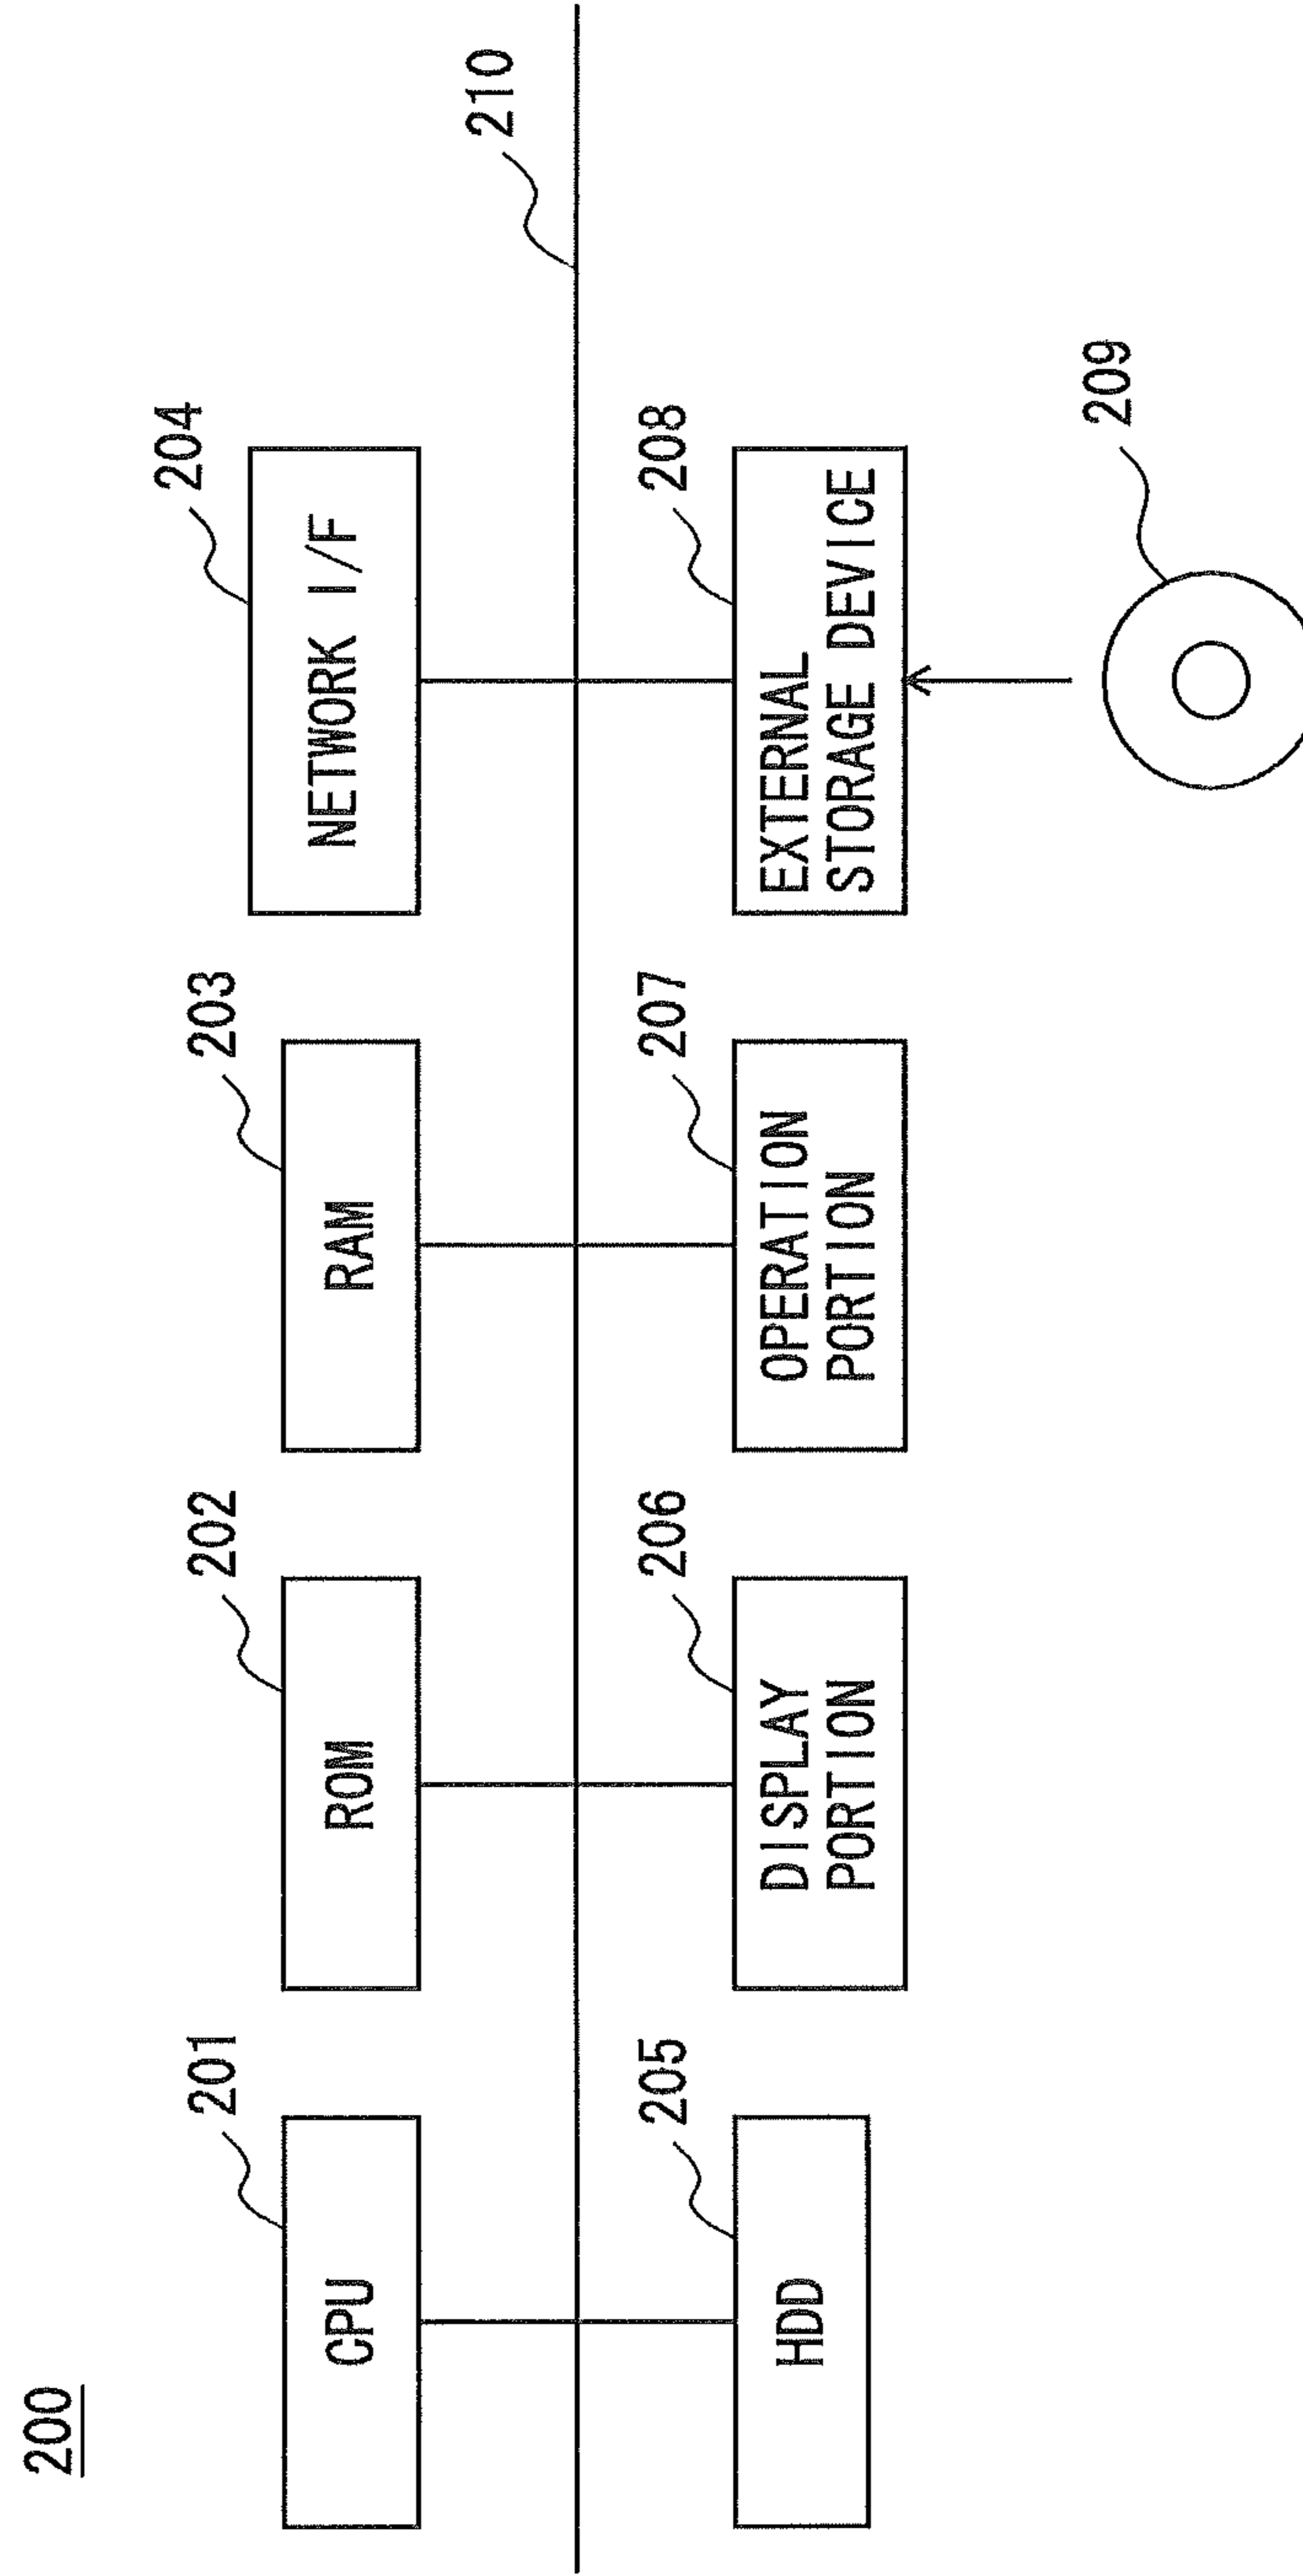 200
201
CPU
202
ROM
203
RAM
204
NETWORK I/F
210
205
HDD
206
DISPLAY
PORTION
207
OPERATION
PORTION
208
EXTERNAL
STORAGE DEVICE
209